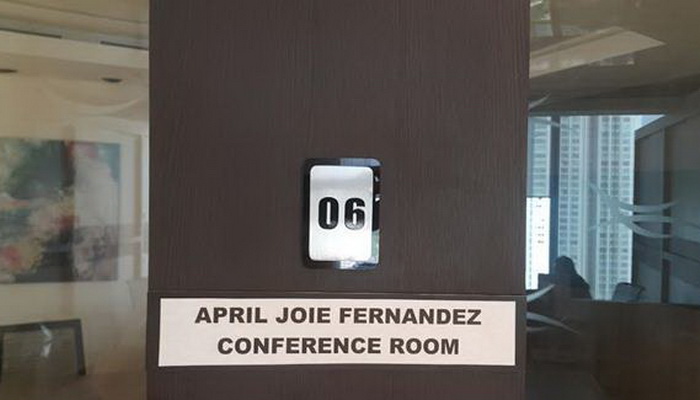 06
APRIL JOIE FERNANDEZ
CONFERENCE ROOM